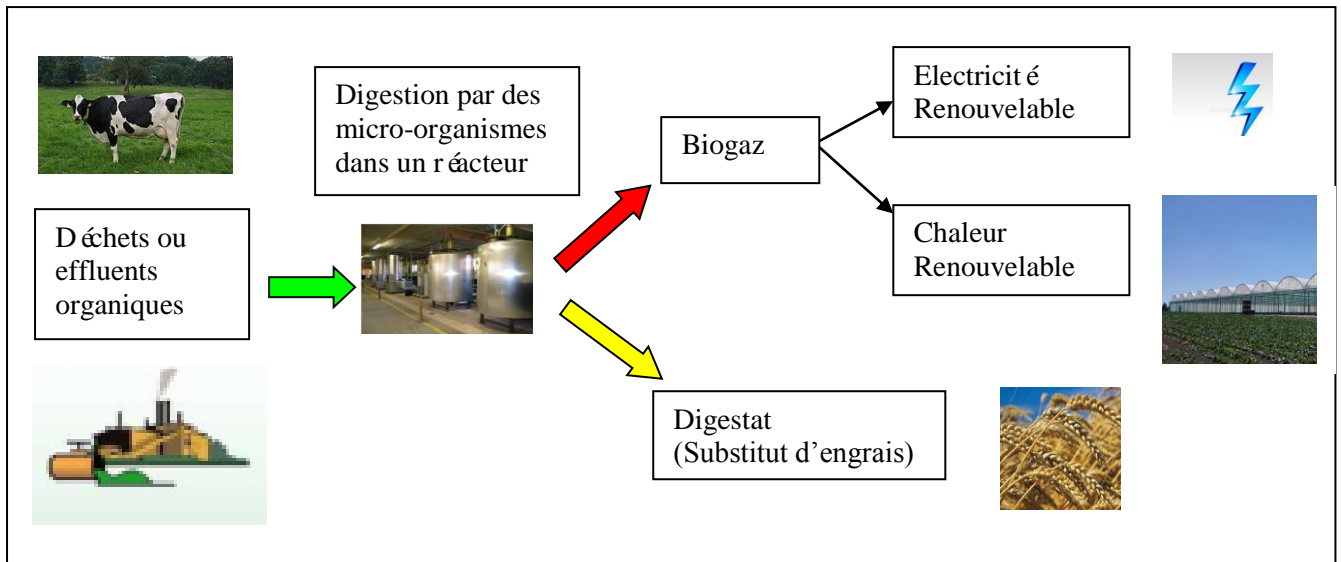 Déchets ou
effluents
organiques
Digestion par des
micro-organismes
dans un réacteur
Biogaz
Electricité
Renouvelable
Chaleur
Renouvelable
Digestat
(Substitut d'engrais)